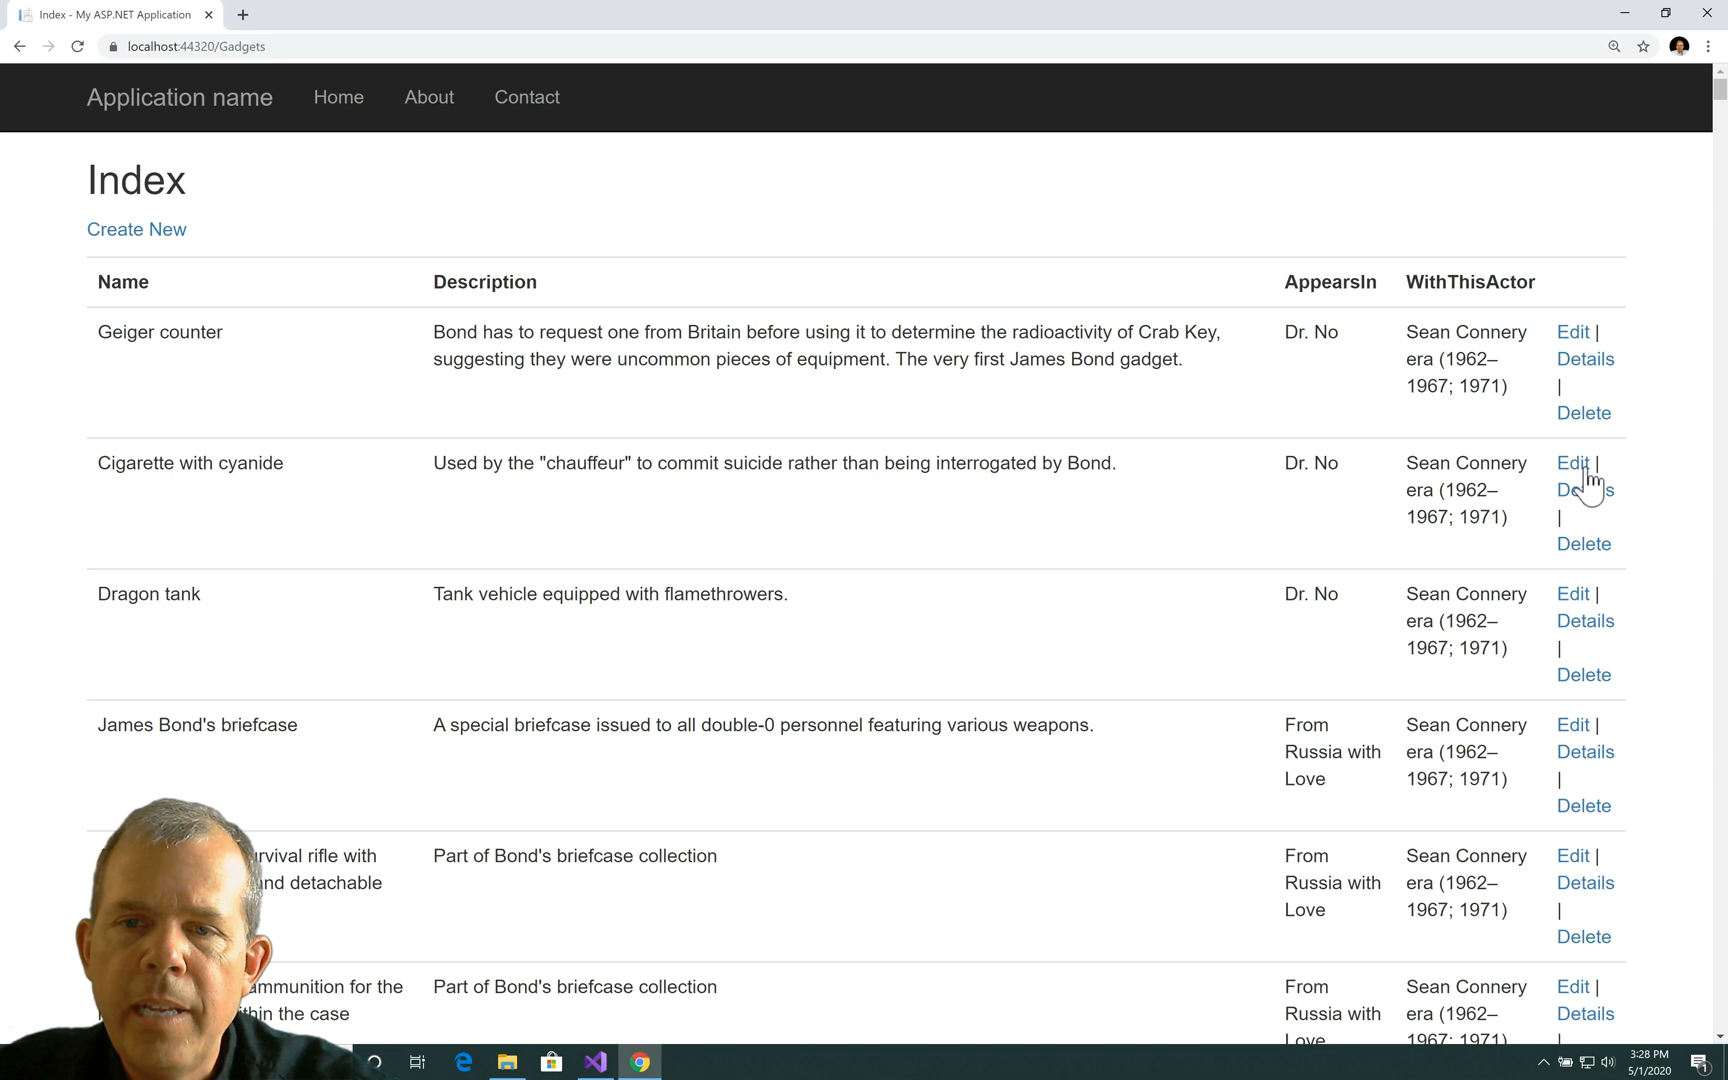 Index - My ASP.NET Application
localhost:44320/Gadgets
Application name Home About Contact
Index
Create New
Name Description AppearsIn WithThisActor
Geiger counter Bond has to request one from Britain before using it to determine the radioactivity of Crab Key, Dr. No Sean Connery Edit |
suggesting they were uncommon pieces of equipment. The very first James Bond gadget. era (1962– Details
1967; 1971) |
Delete
Cigarette with cyanide Used by the "chauffeur" to commit suicide rather than being interrogated by Bond. Dr. No Sean Connery Edit |
era (1962– Details
1967; 1971) |
Delete
Dragon tank Tank vehicle equipped with flamethrowers. Dr. No Sean Connery Edit |
era (1962– Details
1967; 1971) |
Delete
James Bond's briefcase A special briefcase issued to all double-0 personnel featuring various weapons. From Sean Connery Edit |
Russia with era (1962– Details
Love 1967; 1971) |
Delete
rifle with Part of Bond's briefcase collection From Sean Connery Edit |
detachable Russia with era (1962– Details
Love 1967; 1971) |
Delete
ammunition for the Part of Bond's briefcase collection From Sean Connery Edit |
the case Russia with era (1962– Details
Love 1967; 1971) |
3:28 PM
5/1/2020
1